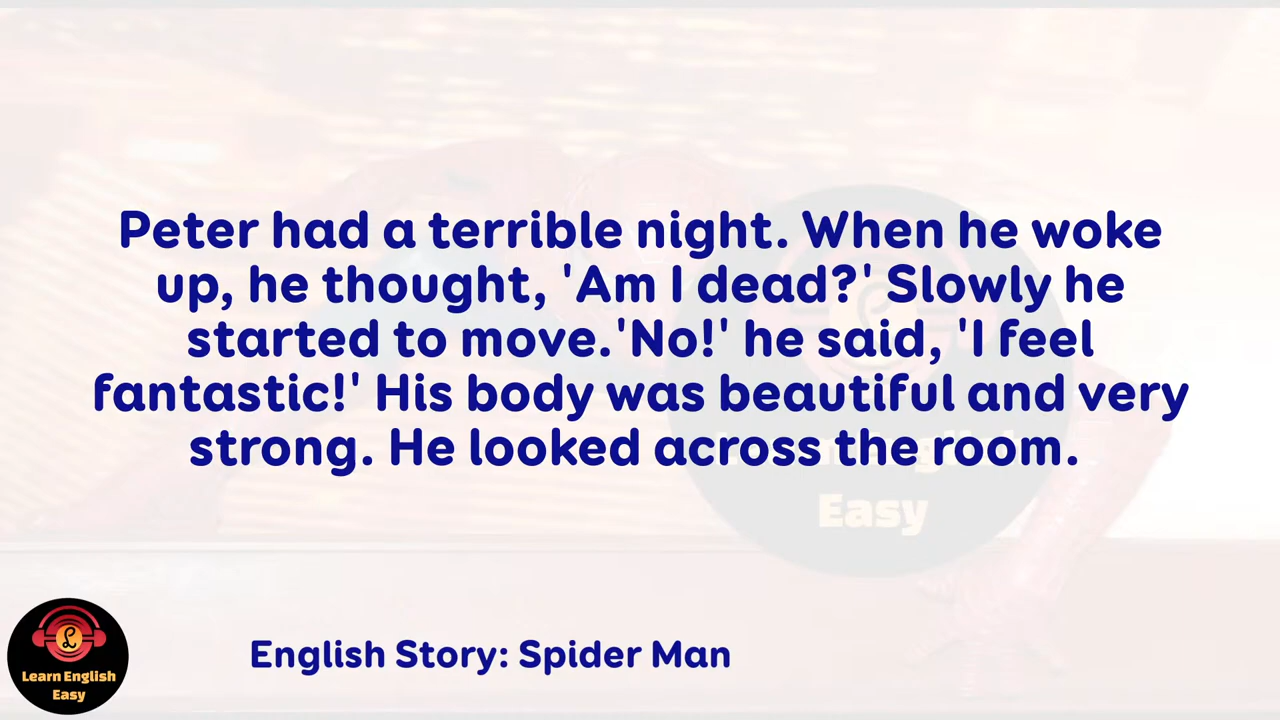 Peter had a terrible night. When he woke
up, he thought, 'Am I dead?' Slowly he
started to move.'No!' he said, 'I feel
fantastic!' His body was beautiful and very
strong. He looked across the room.
Easy
English Story: Spider Man
Learn English
Easy